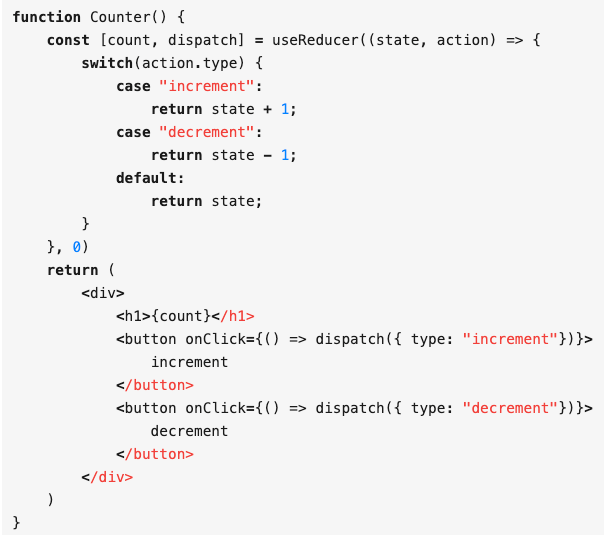 function Counter() {
    const [count, dispatch] = useReducer((state, action) => {
        switch(action.type) {
            case "increment":
                return state + 1;
            case "decrement":
                return state - 1;
            default:
                return state;
        }
    }, 0)
    return (
        <div>
            <h1>{count}</h1>
            <button onClick={() => dispatch({ type: "increment"})}>
                increment
            </button>
            <button onClick={() => dispatch({ type: "decrement"})}>
                decrement
            </button>
        </div>
    )
}